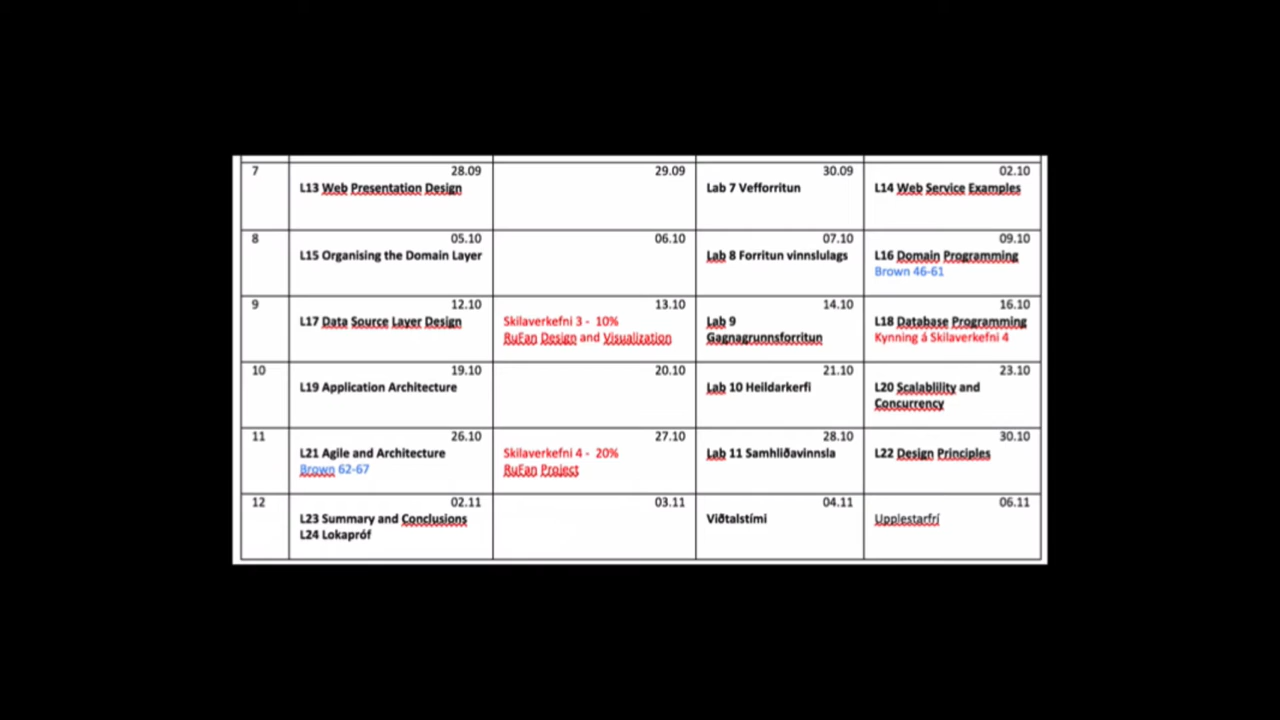 7
28.09
L13 Web Presentation Design
29.09
30.09
Lab 7 Vefforritun
02.10
L14 Web Service Examples
8
05.10
L15 Organising the Domain Layer
06.10
07.10
Lab 8 Forritun vinnslulags
09.10
L16 Domain Programming
Brown 46-61
9
12.10
L17 Data Source Layer Design
13.10
Skilaverkefni 3 - 10%
RuFan Design and Visualization
14.10
Lab 9
Gagnagrunnsforritun
16.10
L18 Database Programming
Kynning á Skilaverkefni 4
10
19.10
L19 Application Architecture
20.10
21.10
Lab 10 Heildarkerfi
23.10
L20 Scalablility and
Concurrency
11
26.10
L21 Agile and Architecture
Brown 62-67
27.10
Skilaverkefni 4 - 20%
RuFan Project
28.10
Lab 11 Samhliðavinnsla
30.10
L22 Design Principles
12
02.11
L23 Summary and Conclusions
L24 Lokapróf
03.11
04.11
Viðtalstími
06.11
Upplestarfrí